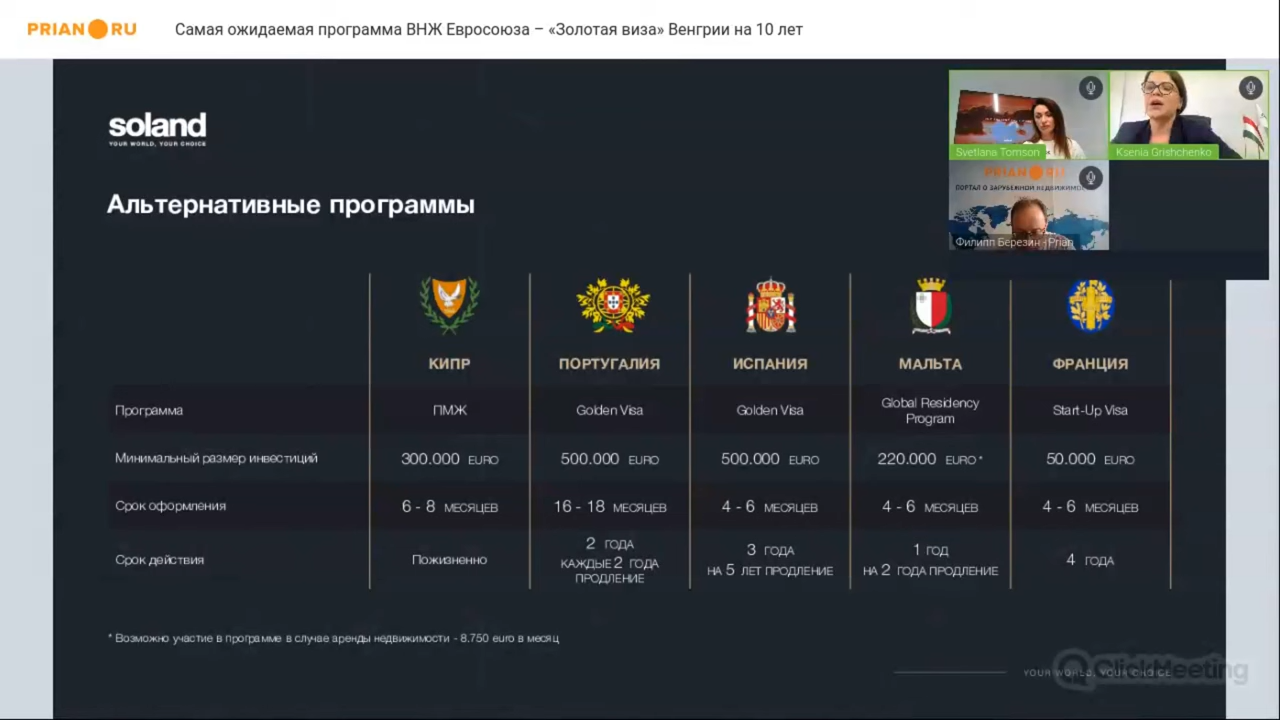 PRIAN RU
Самая ожидаемая программа ВНЖ Евросоюза – «Золотая виза» Венгрии на 10 лет
soland
YOUR WORLD, YOUR CHOICE
Svetlana Tomson
Ksenia Grishchenko
PRIAN RU
ПОРТАЛ О ЗАРУБЕЖНОЙ НЕДВИЖИМОС
Филипп Березин - Prian
Альтернативные программы
КИПР ПОРТУГАЛИЯ ИСПАНИЯ МАЛЬТА ФРАНЦИЯ
Программа ПМЖ Golden Visa Golden Visa Global Residency Program Start-Up Visa
Минимальный размер инвестиций 300.000 EURO 500.000 EURO 500.000 EURO 220.000 EURO* 50.000 EURO
Срок оформления 6 - 8 МЕСЯЦЕВ 16 - 18 МЕСЯЦЕВ 4 - 6 МЕСЯЦЕВ 4 - 6 МЕСЯЦЕВ 4 - 6 МЕСЯЦЕВ
Срок действия Пожизненно 2 ГОДА КАЖДЫЕ 2 ГОДА ПРОДЛЕНИЕ 3 ГОДА НА 5 ЛЕТ ПРОДЛЕНИЕ 1 ГОД НА 2 ГОДА ПРОДЛЕНИЕ 4 ГОДА
* Возможно участие в программе в случае аренды недвижимости - 8.750 euro в месяц
YOUR WORLD, YOUR CHOICE
ClickMeeting